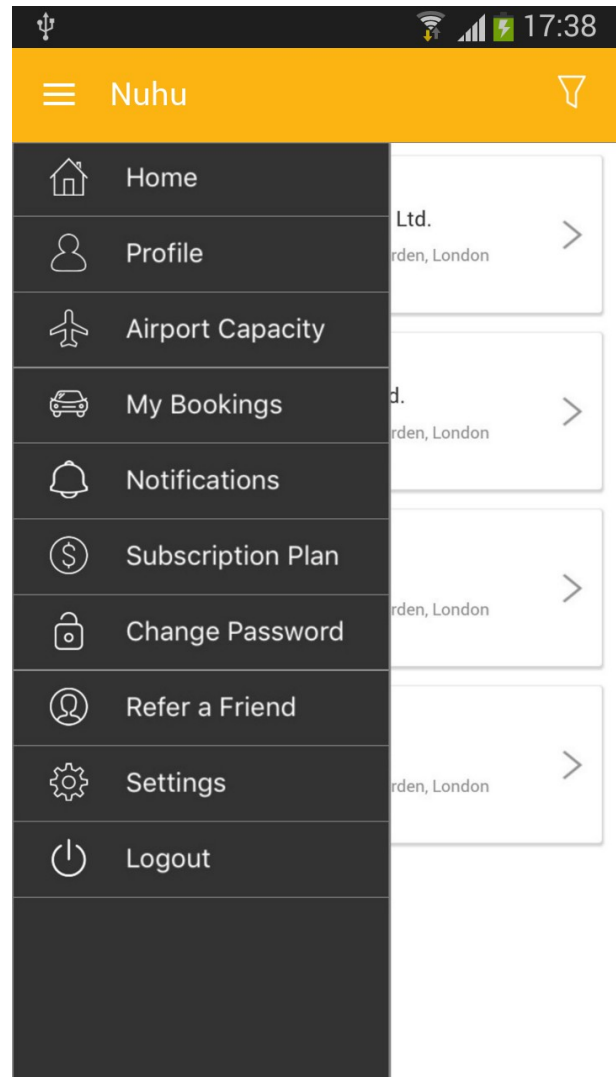 17:38
Nuhu
Home
Profile
Airport Capacity
My Bookings
Notifications
Subscription Plan
Change Password
Refer a Friend
Settings
Logout
Ltd.
rden, London
d.
rden, London
rden, London
rden, London